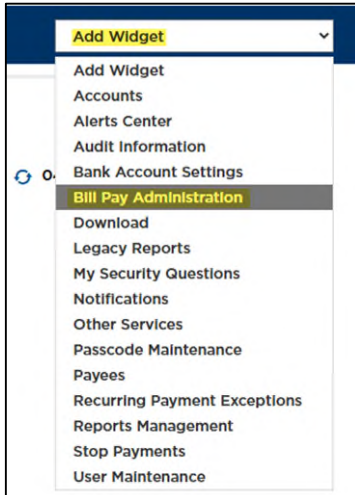 Add Widget
Add Widget
Accounts
Alerts Center
Audit Information
0
Bank Account Settings
Bill Pay Administration
Download
Legacy Reports
My Security Questions
Notifications
Other Services
Passcode Maintenance
Payees
Recurring Payment Exceptions
Reports Management
Stop Payments
User Maintenance